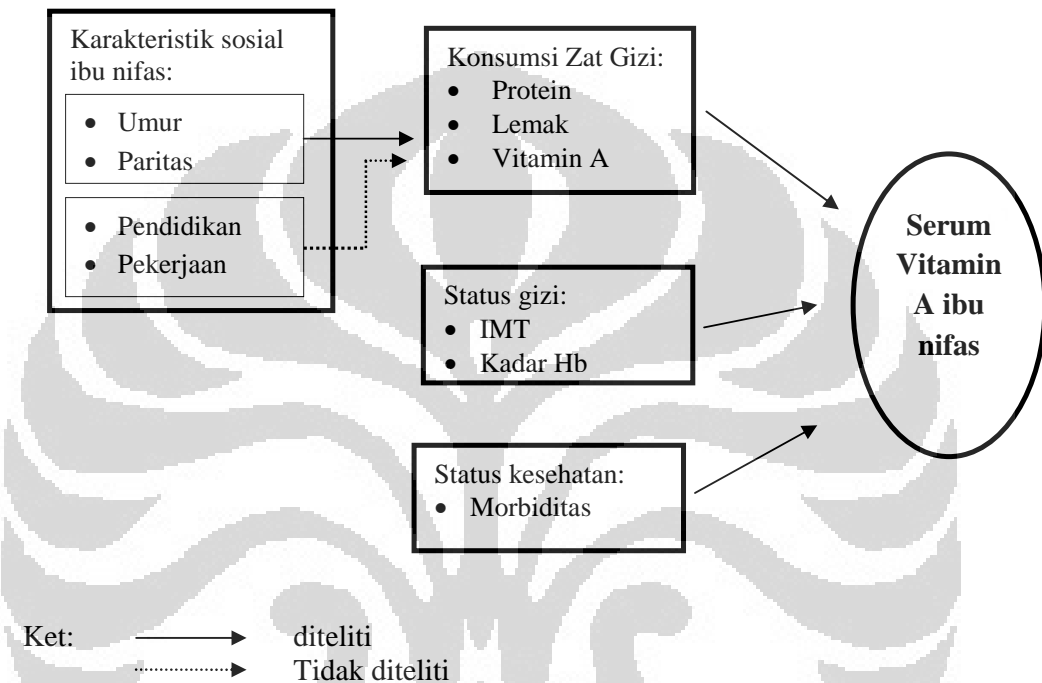 Karakteristik sosial
ibu nifas:
• Umur
• Paritas
• Pendidikan
• Pekerjaan
Konsumsi Zat Gizi:
• Protein
• Lemak
• Vitamin A
Status gizi:
• IMT
• Kadar Hb
Status kesehatan:
• Morbiditas
Serum
Vitamin
A ibu
nifas
Ket: diteliti
Tidak diteliti